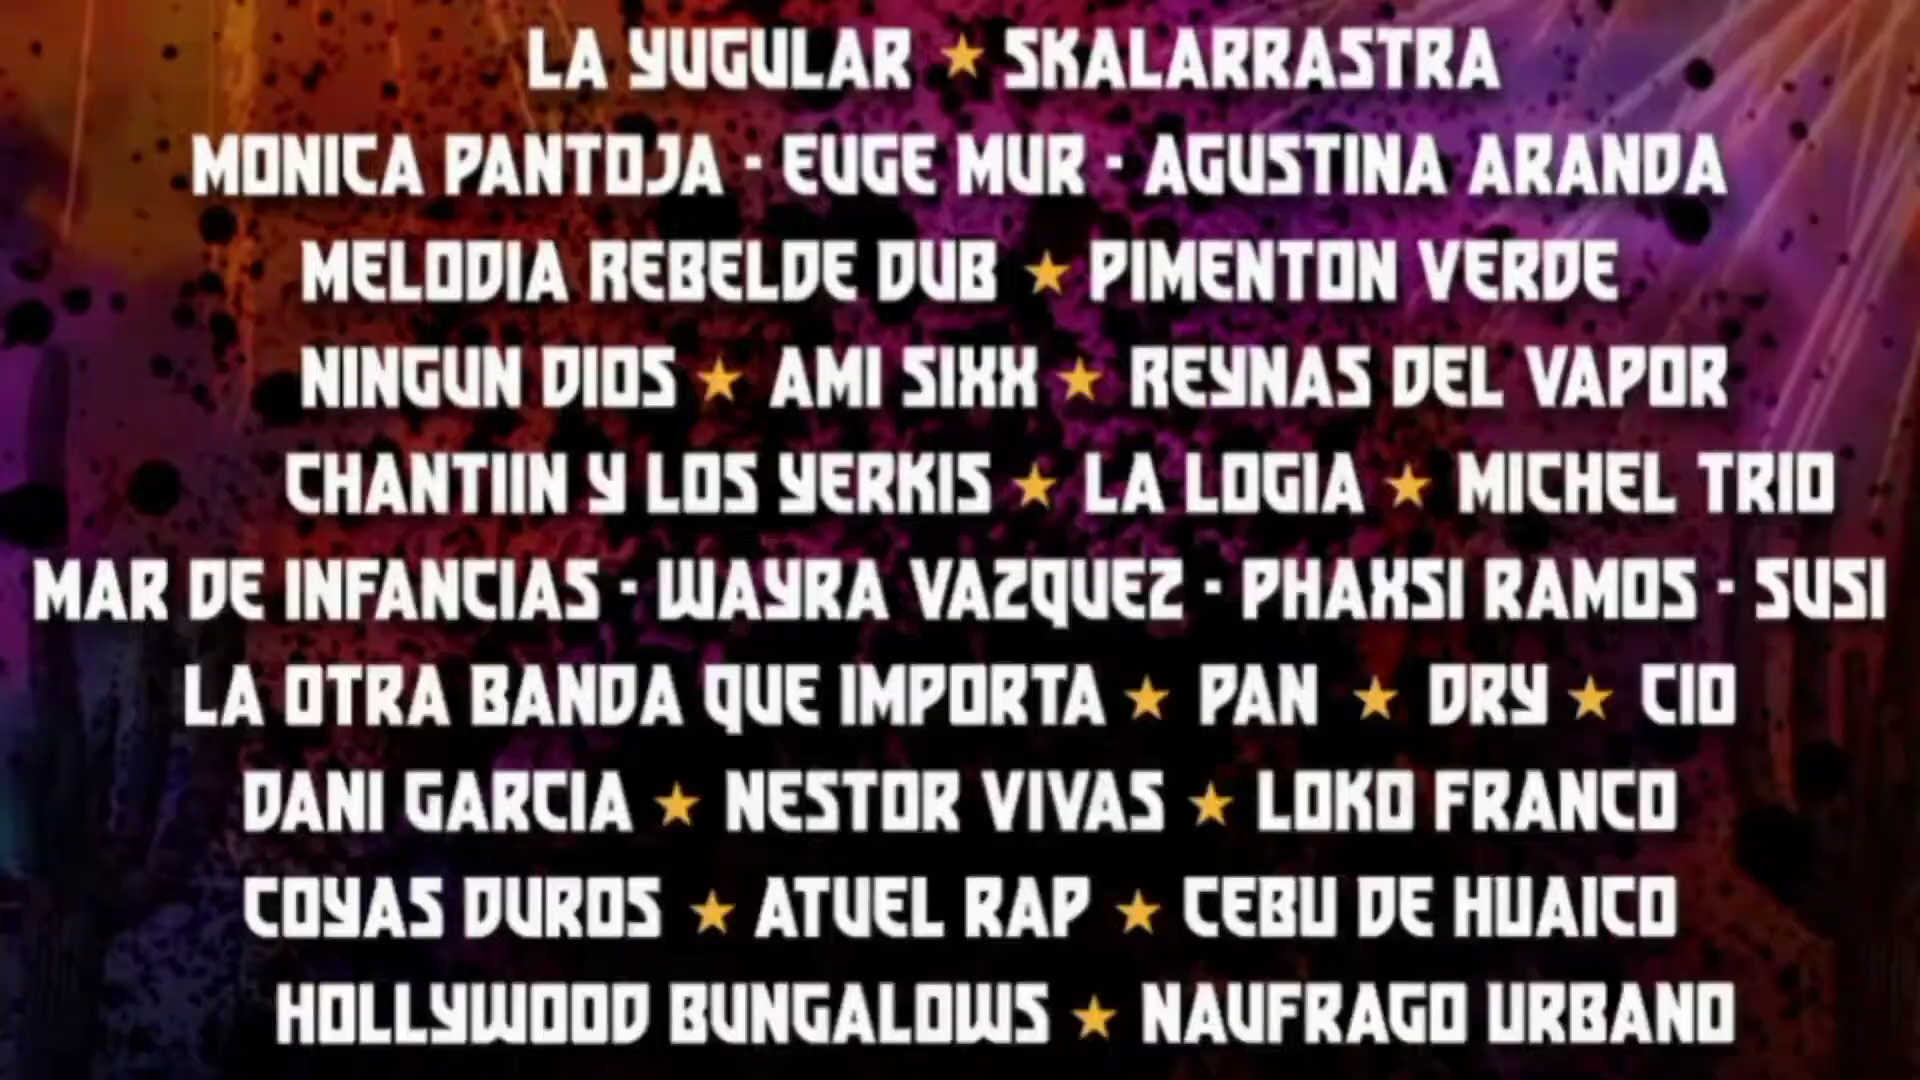 LA YUGULAR ★ SKALARRASTRA
MONICA PANTOJA - EUGE MUR - AGUSTINA ARANDA
MELODIA REBELDE DUB ★ PIMENTON VERDE
NINGUN DIOS ★ AMI SIXX ★ REYNAS DEL VAPOR
CHANTIIN Y LOS YERKIS ★ LA LOGIA ★ MICHEL TRIO
MAR DE INFANCIAS - WAYRA VAZQUEZ - PHAXSI RAMOS - SUSI
LA OTRA BANDA QUE IMPORTA ★ PAN ★ DRY ★ CIO
DANI GARCIA ★ NESTOR VIVAS ★ LOKO FRANCO
COYAS DUROS ★ ATUEL RAP ★ CEBU DE HUAICO
HOLLYWOOD BUNGALOWS ★ NAUFRAGO URBANO